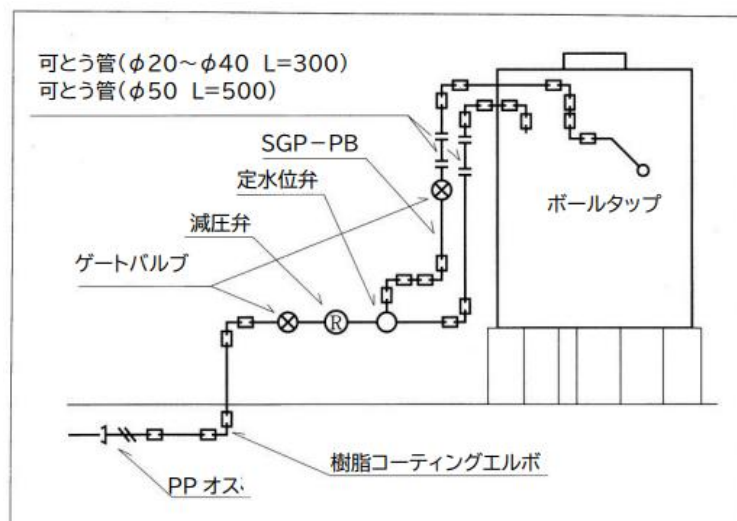 可とう管(φ20～φ40 L=300)
可とう管(φ50 L=500)
SGP-PB
定水位弁
減圧弁
ゲートバルブ
ボールタップ
R
樹脂コーティングエルボ
PP オス